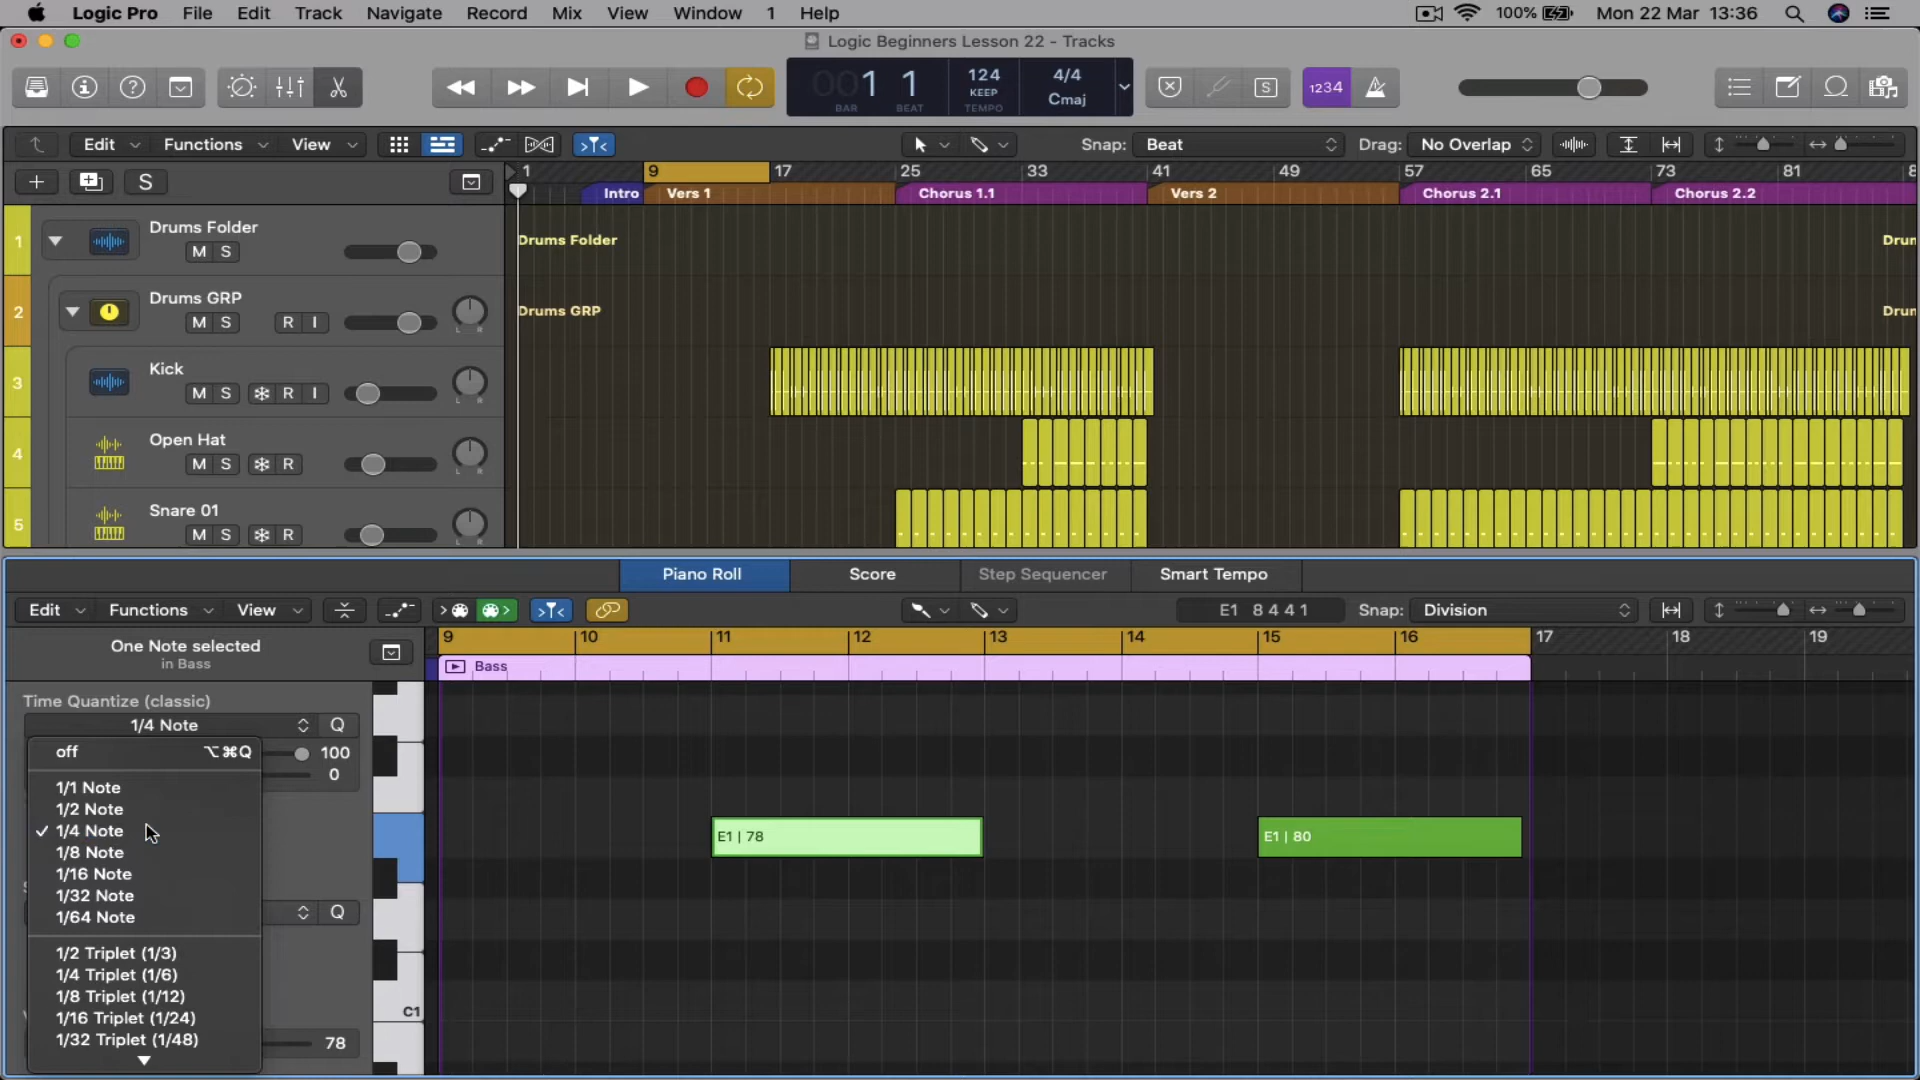 Logic Pro File Edit Track Navigate Record Mix View Window 1 Help 100% Mon 22 Mar 13:36
Logic Beginners Lesson 22 - Tracks
001 1 BAR BEAT 124 KEEP TEMPO 4/4 Cmaj S 1234
Edit Functions View Snap: Beat Drag: No Overlap
S 1 9 17 25 33 41 49 57 65 73 81 8
Intro Vers 1 Chorus 1.1 Vers 2 Chorus 2.1 Chorus 2.2
1 Drums Folder M S Drums Folder Drun
2 Drums GRP M S R I L R Drums GRP Drun
3 Kick M S R I L R
4 Open Hat M S R L R
5 Snare 01 M S R L R
Piano Roll Score Step Sequencer Smart Tempo
Edit Functions View E1 8 4 4 1 Snap: Division
One Note selected
in Bass
9 10 11 12 13 14 15 16 17 18 19
Bass
Time Quantize (classic)
1/4 Note Q
off ⌥⌘Q 100
0
1/1 Note
1/2 Note
✓ 1/4 Note
1/8 Note
1/16 Note
1/32 Note
1/64 Note
Q
1/2 Triplet (1/3)
1/4 Triplet (1/6)
1/8 Triplet (1/12)
1/16 Triplet (1/24)
1/32 Triplet (1/48)
78
E1 | 78 E1 | 80
C1